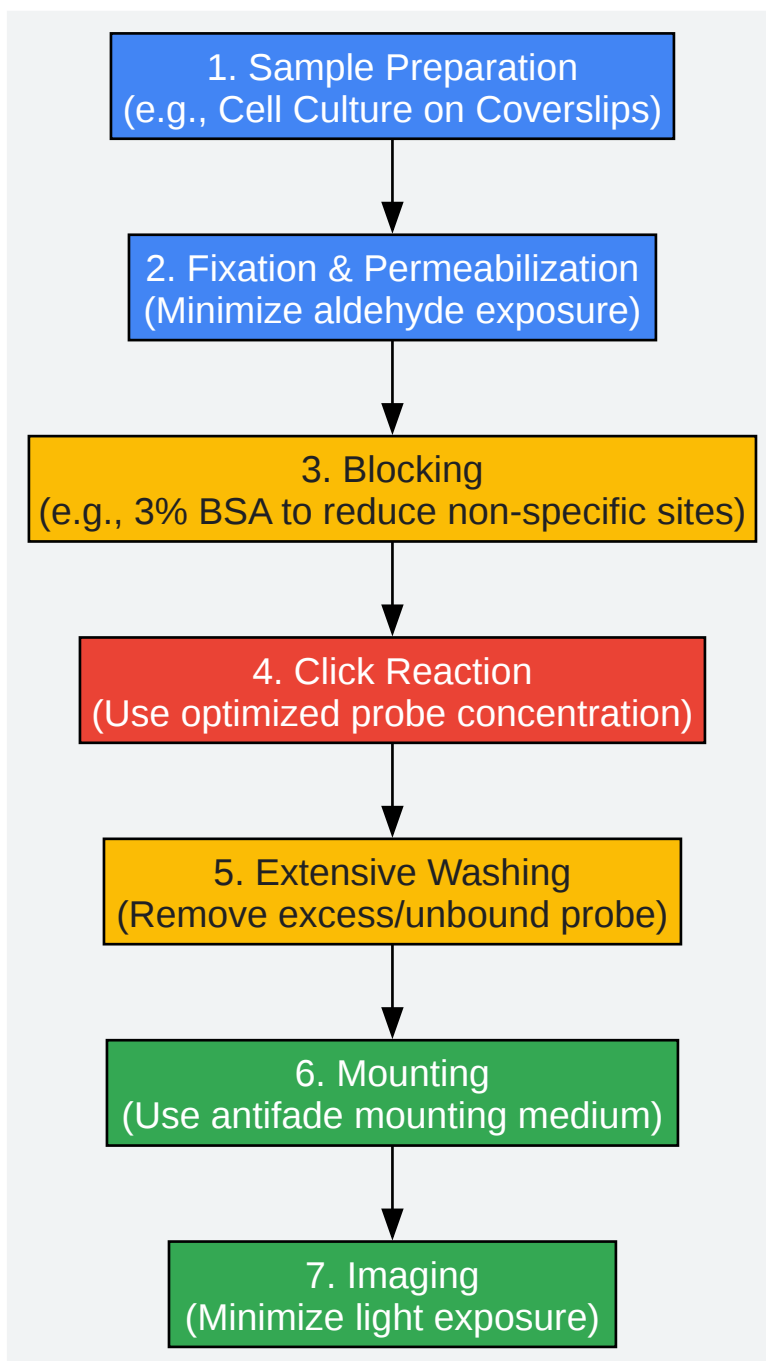 1. Sample Preparation
(e.g., Cell Culture on Coverslips)
2. Fixation & Permeabilization
(Minimize aldehyde exposure)
3. Blocking
(e.g., 3% BSA to reduce non-specific sites)
4. Click Reaction
(Use optimized probe concentration)
5. Extensive Washing
(Remove excess/unbound probe)
6. Mounting
(Use antifade mounting medium)
7. Imaging
(Minimize light exposure)